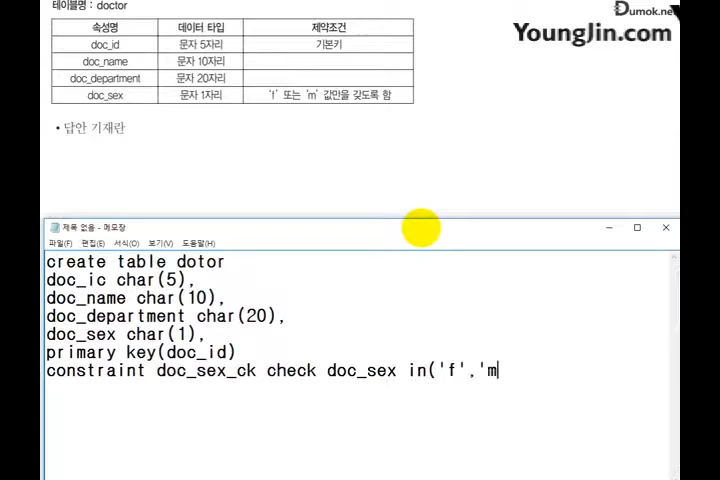 테이블명 : doctor
Dumok.ne
YoungJin.com
속성명 데이터 타입 제약조건
doc_id 문자 5자리 기본키
doc_name 문자 10자리
doc_department 문자 20자리
doc_sex 문자 1자리 'f' 또는 'm' 값만을 갖도록 함
• 답안 기재란
제목 없음 - 메모장
파일(F) 편집(E) 서식(O) 보기(V) 도움말(H)
create table dotor
doc_ic char(5),
doc_name char(10),
doc_department char(20),
doc_sex char(1),
primary key(doc_id)
constraint doc_sex_ck check doc_sex in('f','m